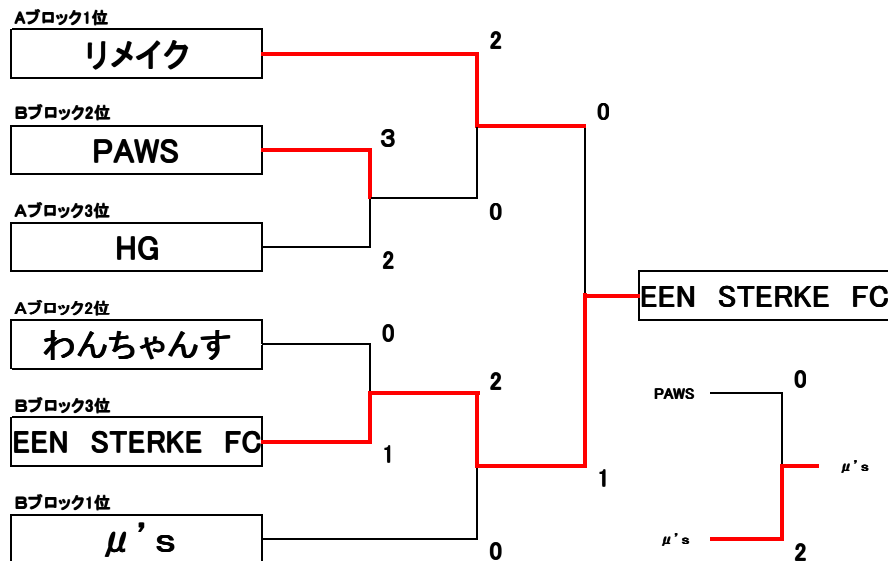 Aブロック1位
リメイク
2
0
Bブロック2位
PAWS
3
0
Aブロック3位
HG
2
EEN STERKE FC
Aブロック2位
わんちゃんす
0
2
Bブロック3位
EEN STERKE FC
1
1
Bブロック1位
μ's
0
PAWS
0
μ's
μ's
2